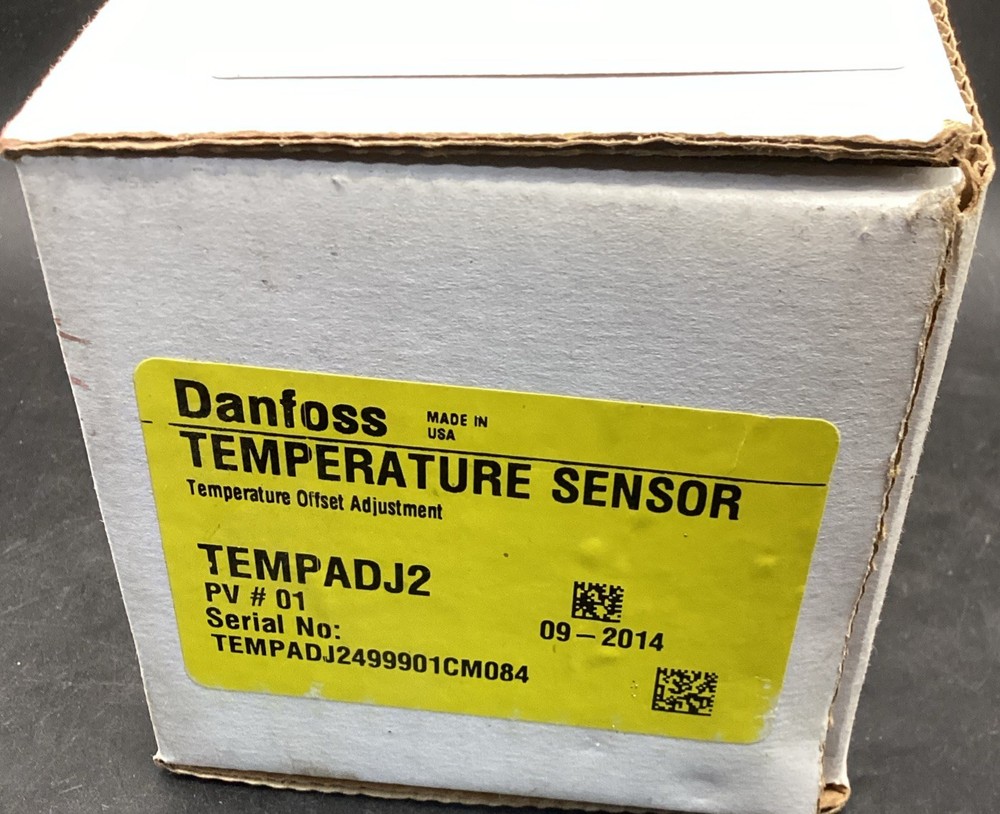 Danfoss
MADE IN
USA
TEMPERATURE SENSOR
Temperature Offset Adjustment
TEMPADJ2
PV # 01
Serial No:
TEMPADJ2499901CM084
09-2014